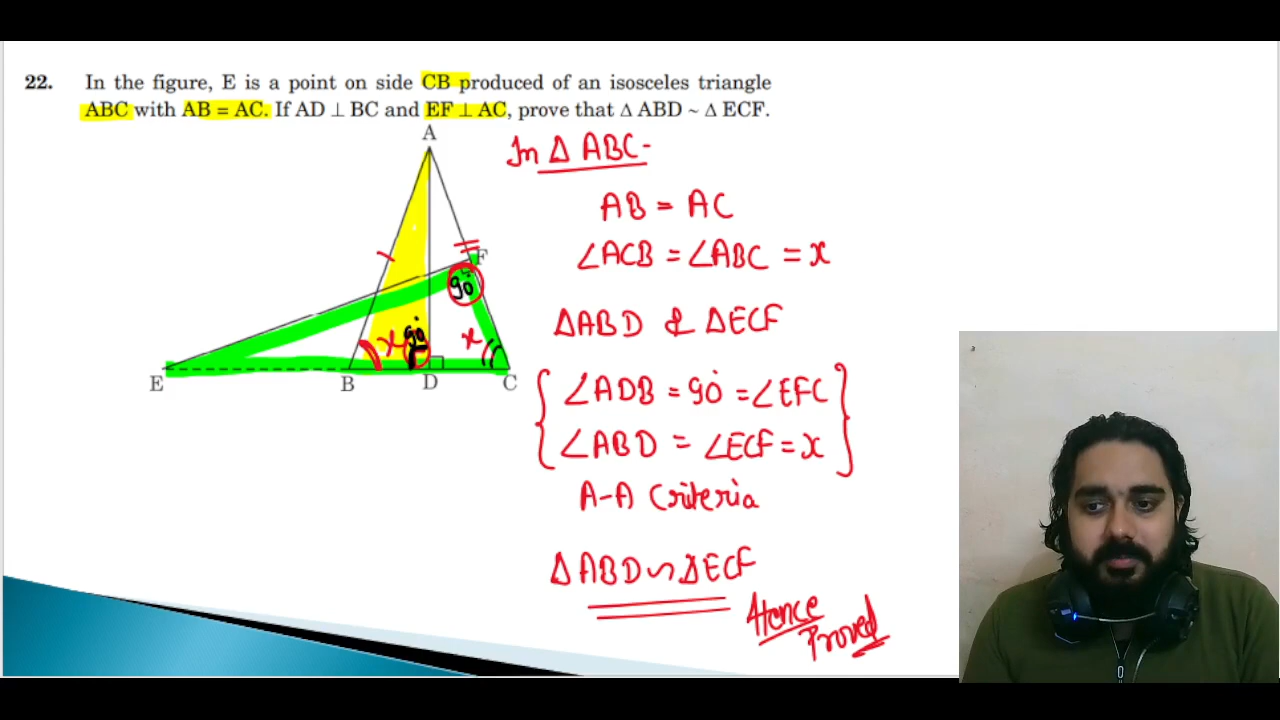 22. In the figure, E is a point on side CB produced of an isosceles triangle
ABC with AB = AC. If AD ⊥ BC and EF ⊥ AC, prove that Δ ABD ~ Δ ECF.
A
In Δ ABC-
AB = AC
∠ACB = ∠ABC = x
F
90°
ΔABD & ΔECF
x 90°
x
E
B
D
C
{ ∠ADB = 90° = ∠EFC }
{ ∠ABD = ∠ECF = x }
A-A Criteria
ΔABD ~ ΔECF
Hence
Proved